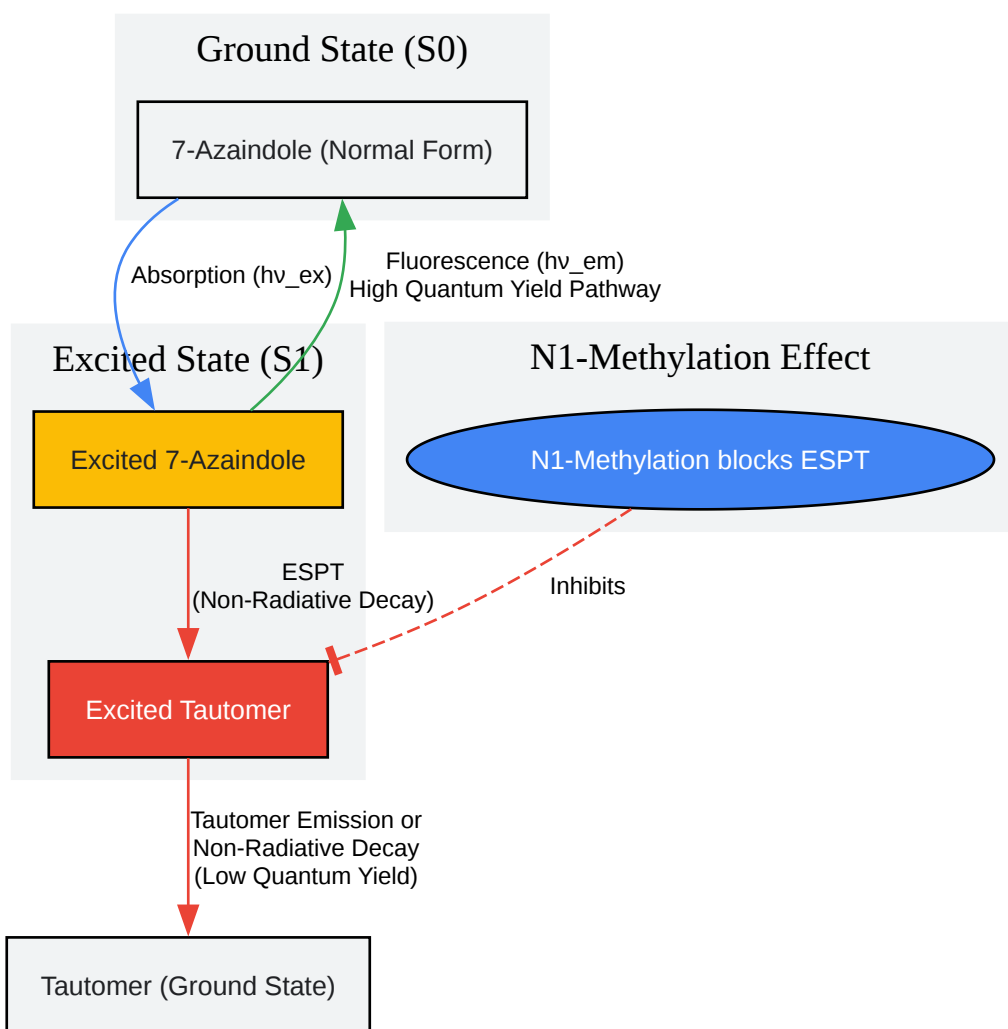 Ground State (S0)
7-Azaindole (Normal Form)
Absorption (hν_ex)
Fluorescence (hν_em)
High Quantum Yield Pathway
Excited State (S1)
N1-Methylation Effect
Excited 7-Azaindole
N1-Methylation blocks ESPT
ESPT
(Non-Radiative Decay)
Inhibits
Excited Tautomer
Tautomer Emission or
Non-Radiative Decay
(Low Quantum Yield)
Tautomer (Ground State)